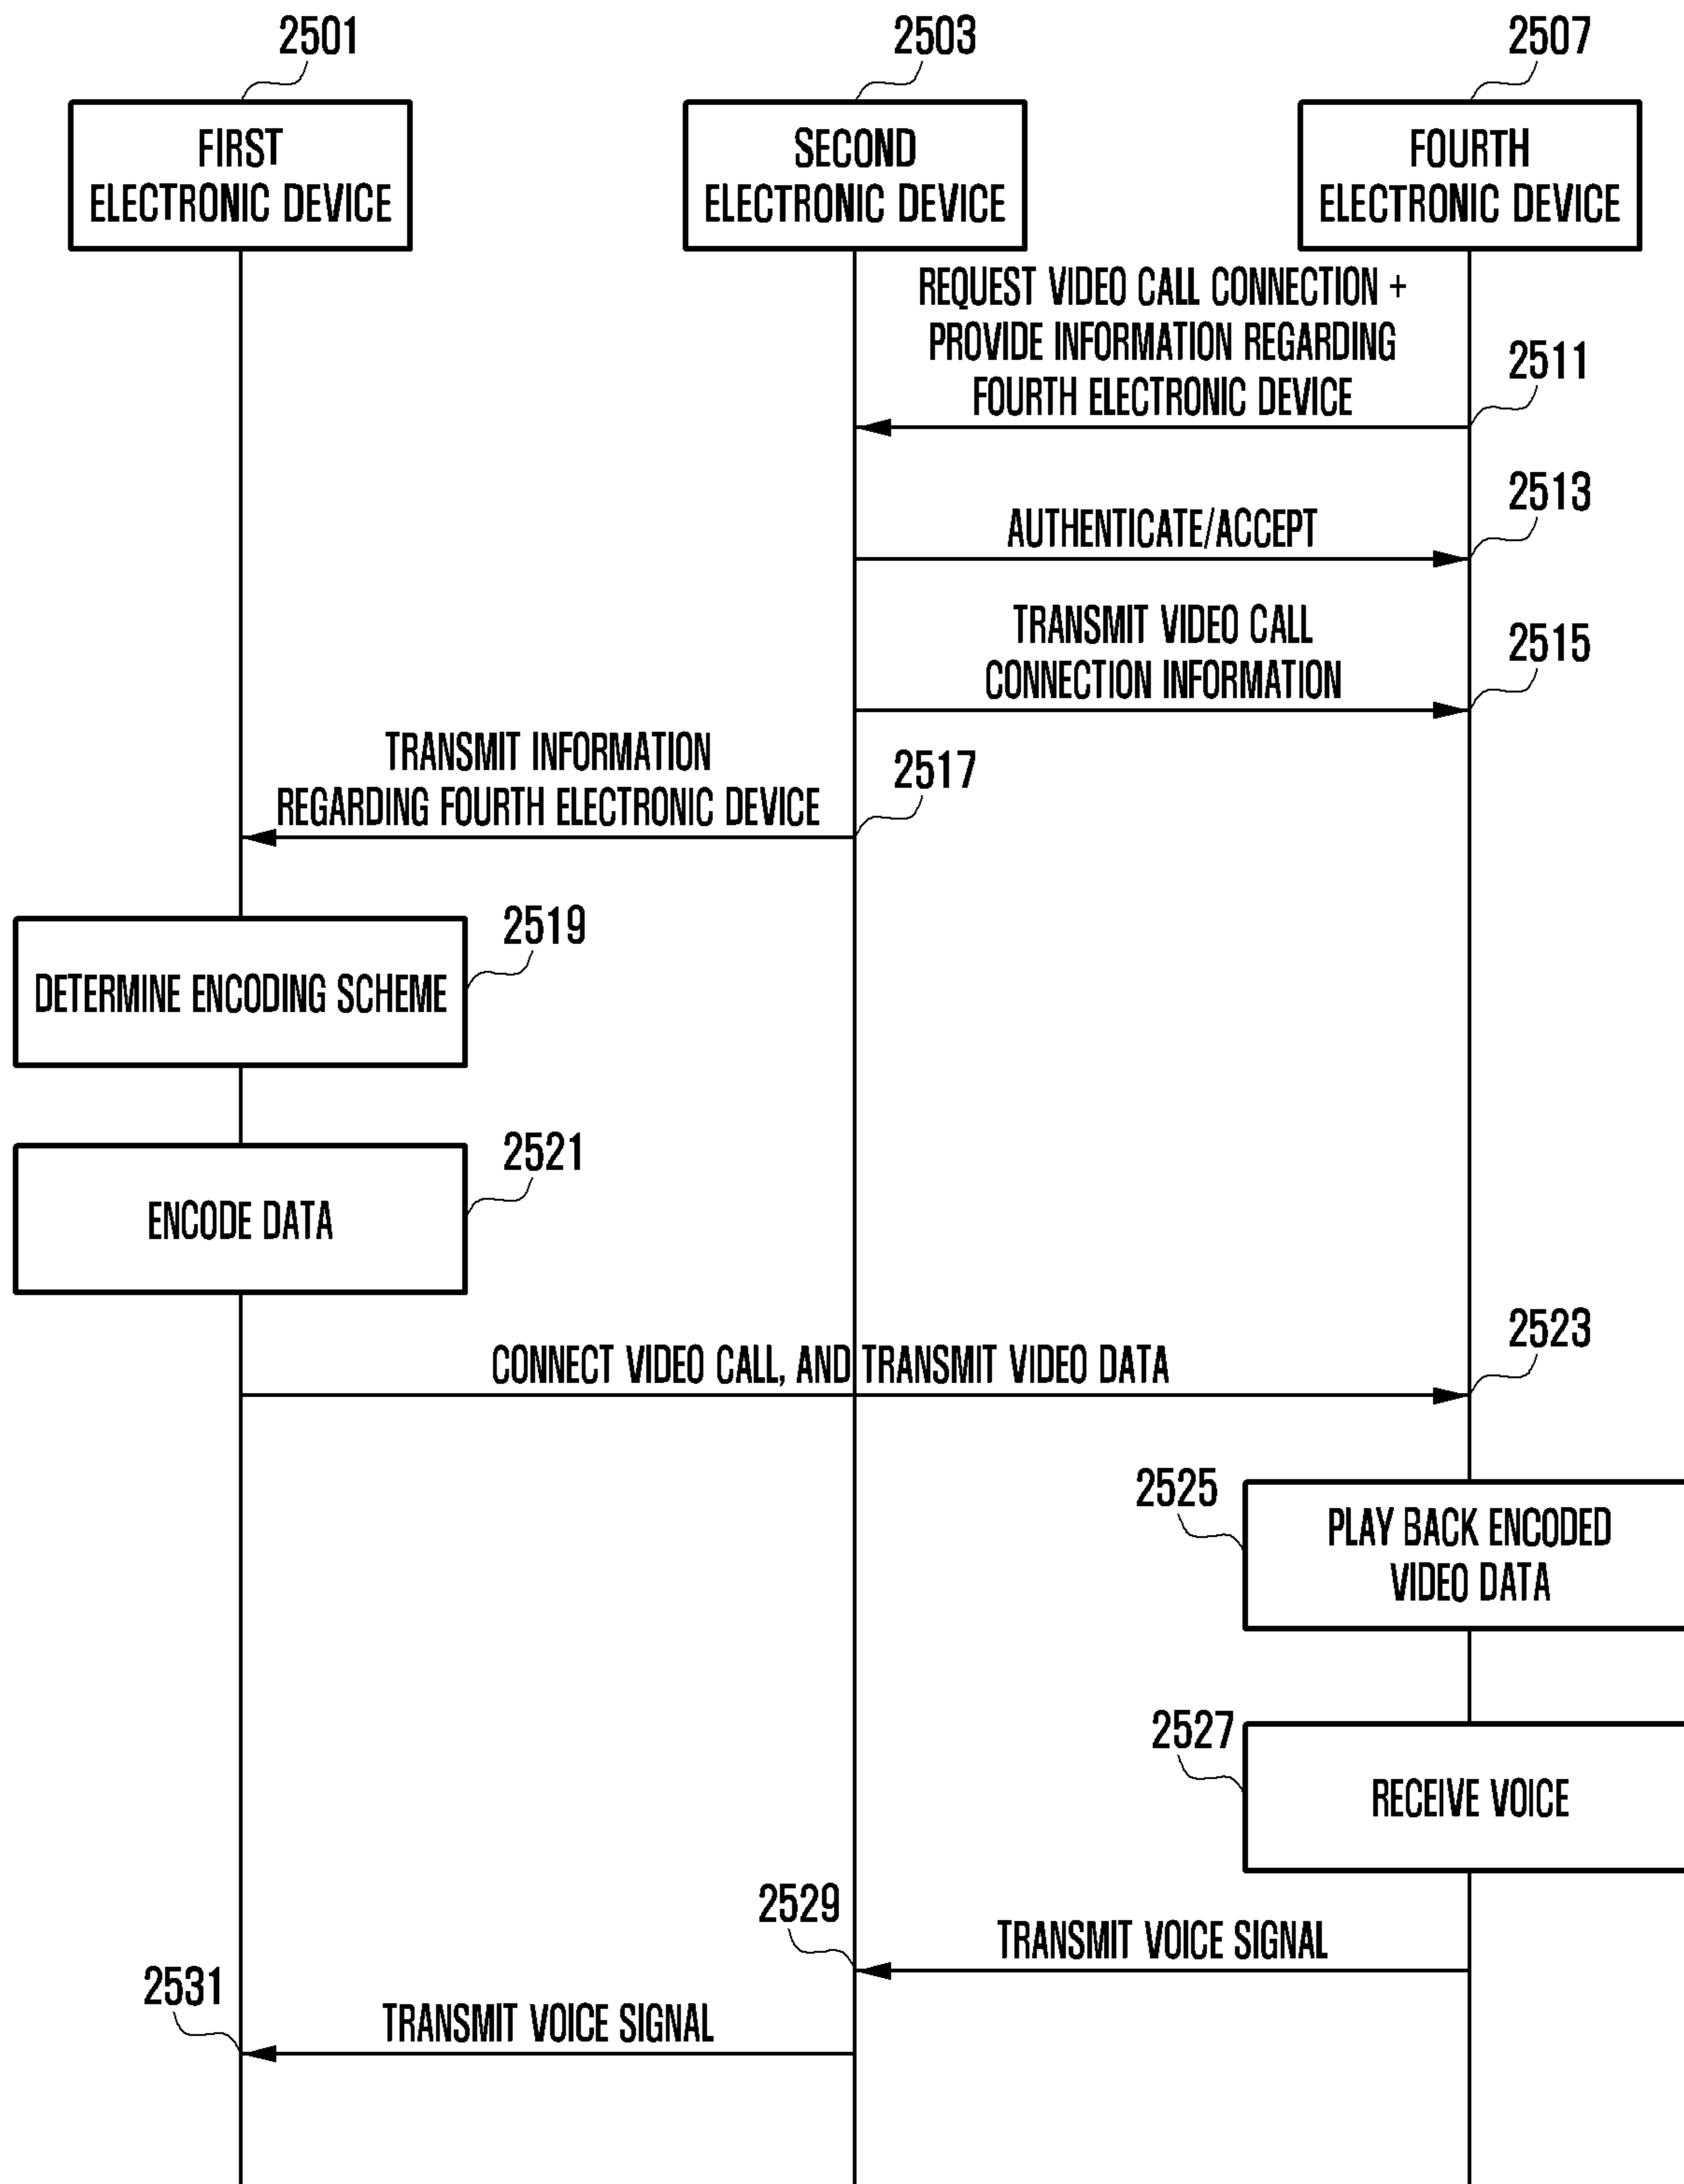 2501
2503
2507
FIRST
ELECTRONIC DEVICE
SECOND
ELECTRONIC DEVICE
FOURTH
ELECTRONIC DEVICE
REQUEST VIDEO CALL CONNECTION +
PROVIDE INFORMATION REGARDING
FOURTH ELECTRONIC DEVICE
2511
2513
AUTHENTICATE/ACCEPT
TRANSMIT VIDEO CALL
CONNECTION INFORMATION
2515
TRANSMIT INFORMATION
REGARDING FOURTH ELECTRONIC DEVICE
2517
2519
DETERMINE ENCODING SCHEME
2521
ENCODE DATA
2523
CONNECT VIDEO CALL, AND TRANSMIT VIDEO DATA
2525
PLAY BACK ENCODED
VIDEO DATA
2527
RECEIVE VOICE
2529
TRANSMIT VOICE SIGNAL
2531
TRANSMIT VOICE SIGNAL